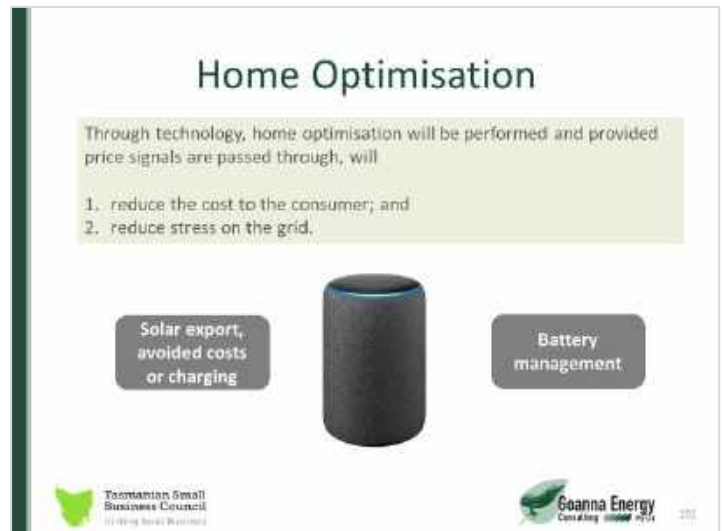 Home Optimisation
Through technology, home optimisation will be performed and provided
price signals are passed through, will
1. reduce the cost to the consumer; and
2. reduce stress on the grid.
Solar export,
avoided costs
or charging
Battery
management
Tasmanian Small
Business Council
Small Business
Goanna Energy
Consulting